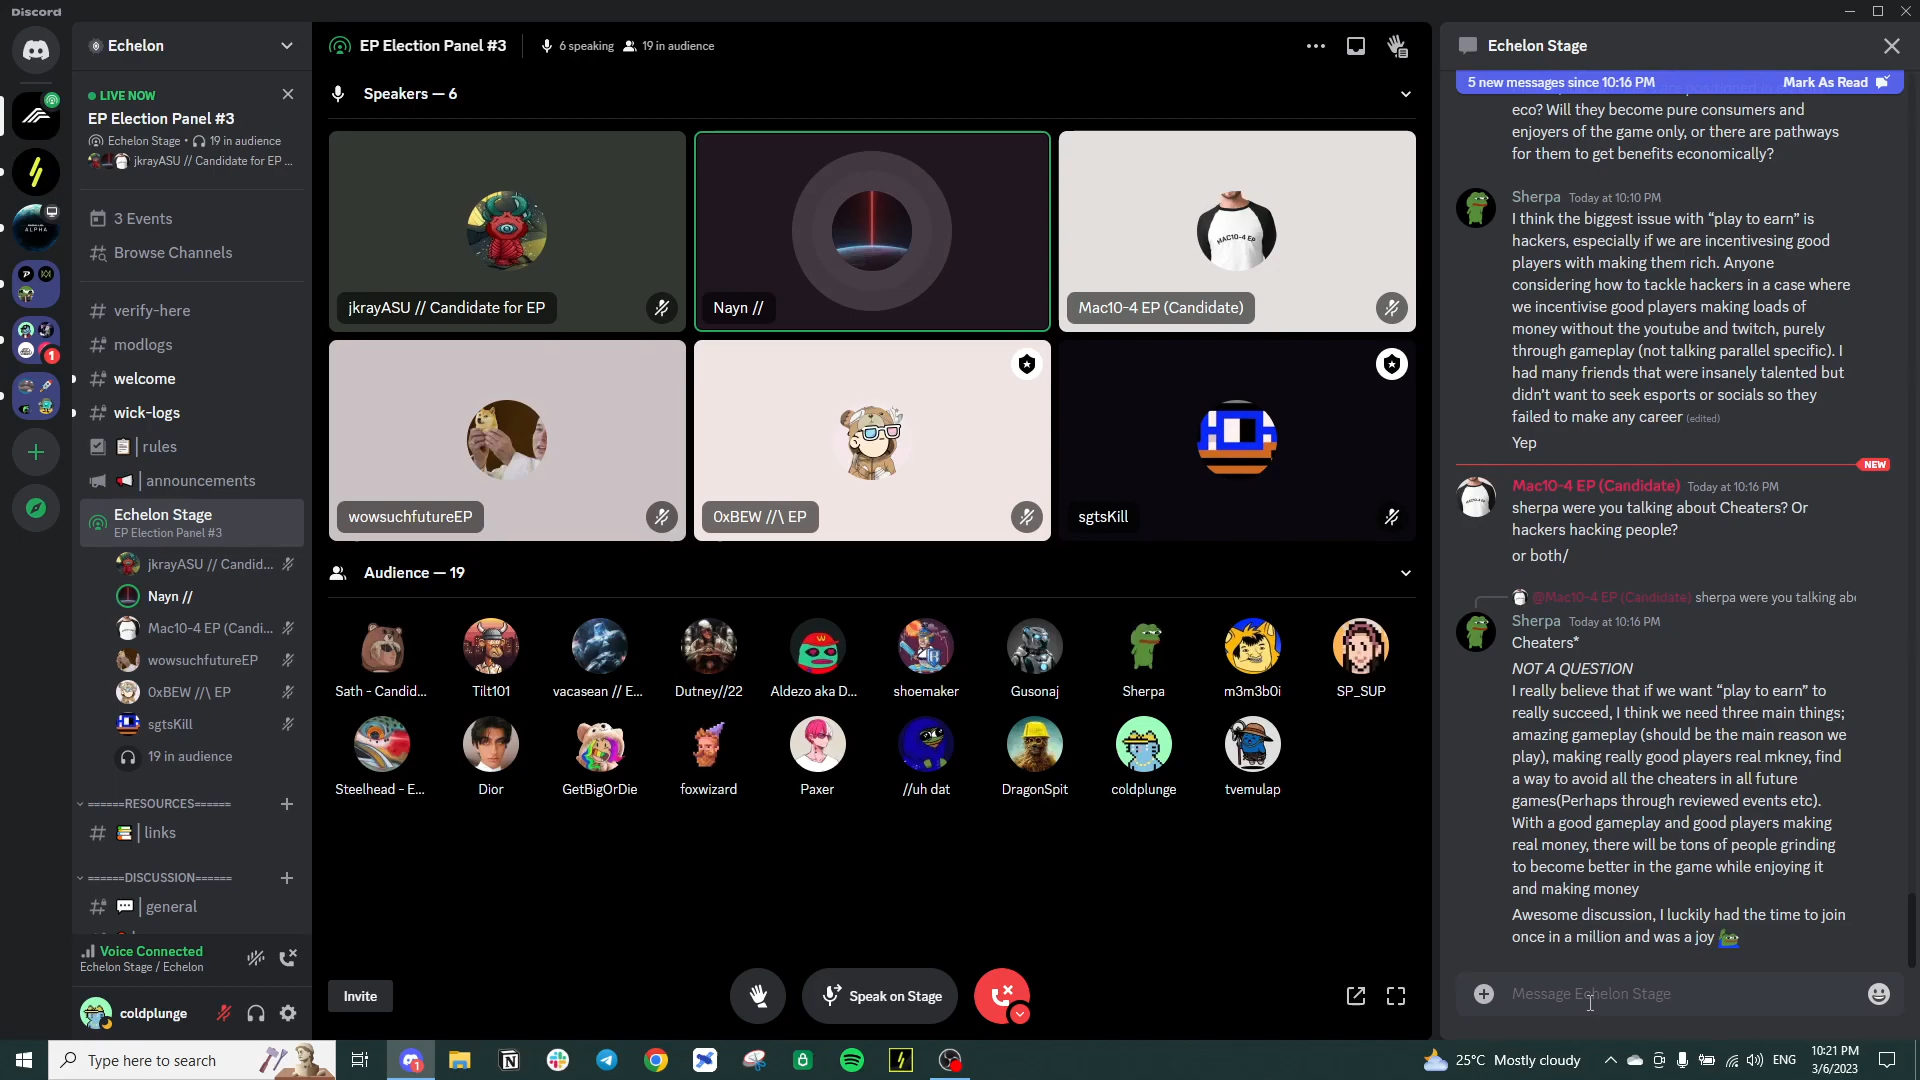 Discord
Echelon
LIVE NOW
EP Election Panel #3
Echelon Stage • 19 in audience
jkrayASU // Candidate for EP ...
3 Events
Browse Channels
verify-here
modlogs
welcome
wick-logs
rules
announcements
Echelon Stage
EP Election Panel #3
jkrayASU // Candid...
Nayn //
Mac10-4 EP (Candi...
wowsuchfutureEP
0xBEW //\ EP
sgtsKill
19 in audience
======RESOURCES======
links
======DISCUSSION======
general
Voice Connected
Echelon Stage / Echelon
coldplunge
EP Election Panel #3
6 speaking
19 in audience
Speakers — 6
jkrayASU // Candidate for EP
Nayn //
MAC10-4 EP
Mac10-4 EP (Candidate)
wowsuchfutureEP
0xBEW //\ EP
sgtsKill
Audience — 19
Sath - Candid...
Tilt101
vacasean // E...
Dutney//22
Aldezo aka D...
shoemaker
Gusonaj
Sherpa
m3m3b0i
SP_SUP
Steelhead - E...
Dior
GetBigOrDie
foxwizard
Paxer
//uh dat
DragonSpit
coldplunge
tvemulap
Invite
Speak on Stage
Echelon Stage
5 new messages since 10:16 PM
Mark As Read
eco? Will they become pure consumers and
enjoyers of the game only, or there are pathways
for them to get benefits economically?
Sherpa Today at 10:10 PM
I think the biggest issue with “play to earn” is
hackers, especially if we are incentivesing good
players with making them rich. Anyone
considering how to tackle hackers in a case where
we incentivise good players making loads of
money without the youtube and twitch, purely
through gameplay (not talking parallel specific). I
had many friends that were insanely talented but
didn’t want to seek esports or socials so they
failed to make any career (edited)
Yep
NEW
Mac10-4 EP (Candidate) Today at 10:16 PM
sherpa were you talking about Cheaters? Or
hackers hacking people?
or both/
@Mac10-4 EP (Candidate) sherpa were you talking abo
Sherpa Today at 10:16 PM
Cheaters*
NOT A QUESTION
I really believe that if we want “play to earn” to
really succeed, I think we need three main things;
amazing gameplay (should be the main reason we
play), making really good players real mkney, find
a way to avoid all the cheaters in all future
games(Perhaps through reviewed events etc).
With a good gameplay and good players making
real money, there will be tons of people grinding
to become better in the game while enjoying it
and making money
Awesome discussion, I luckily had the time to join
once in a million and was a joy
Message Echelon Stage
Type here to search
25°C Mostly cloudy
ENG
10:21 PM
3/6/2023